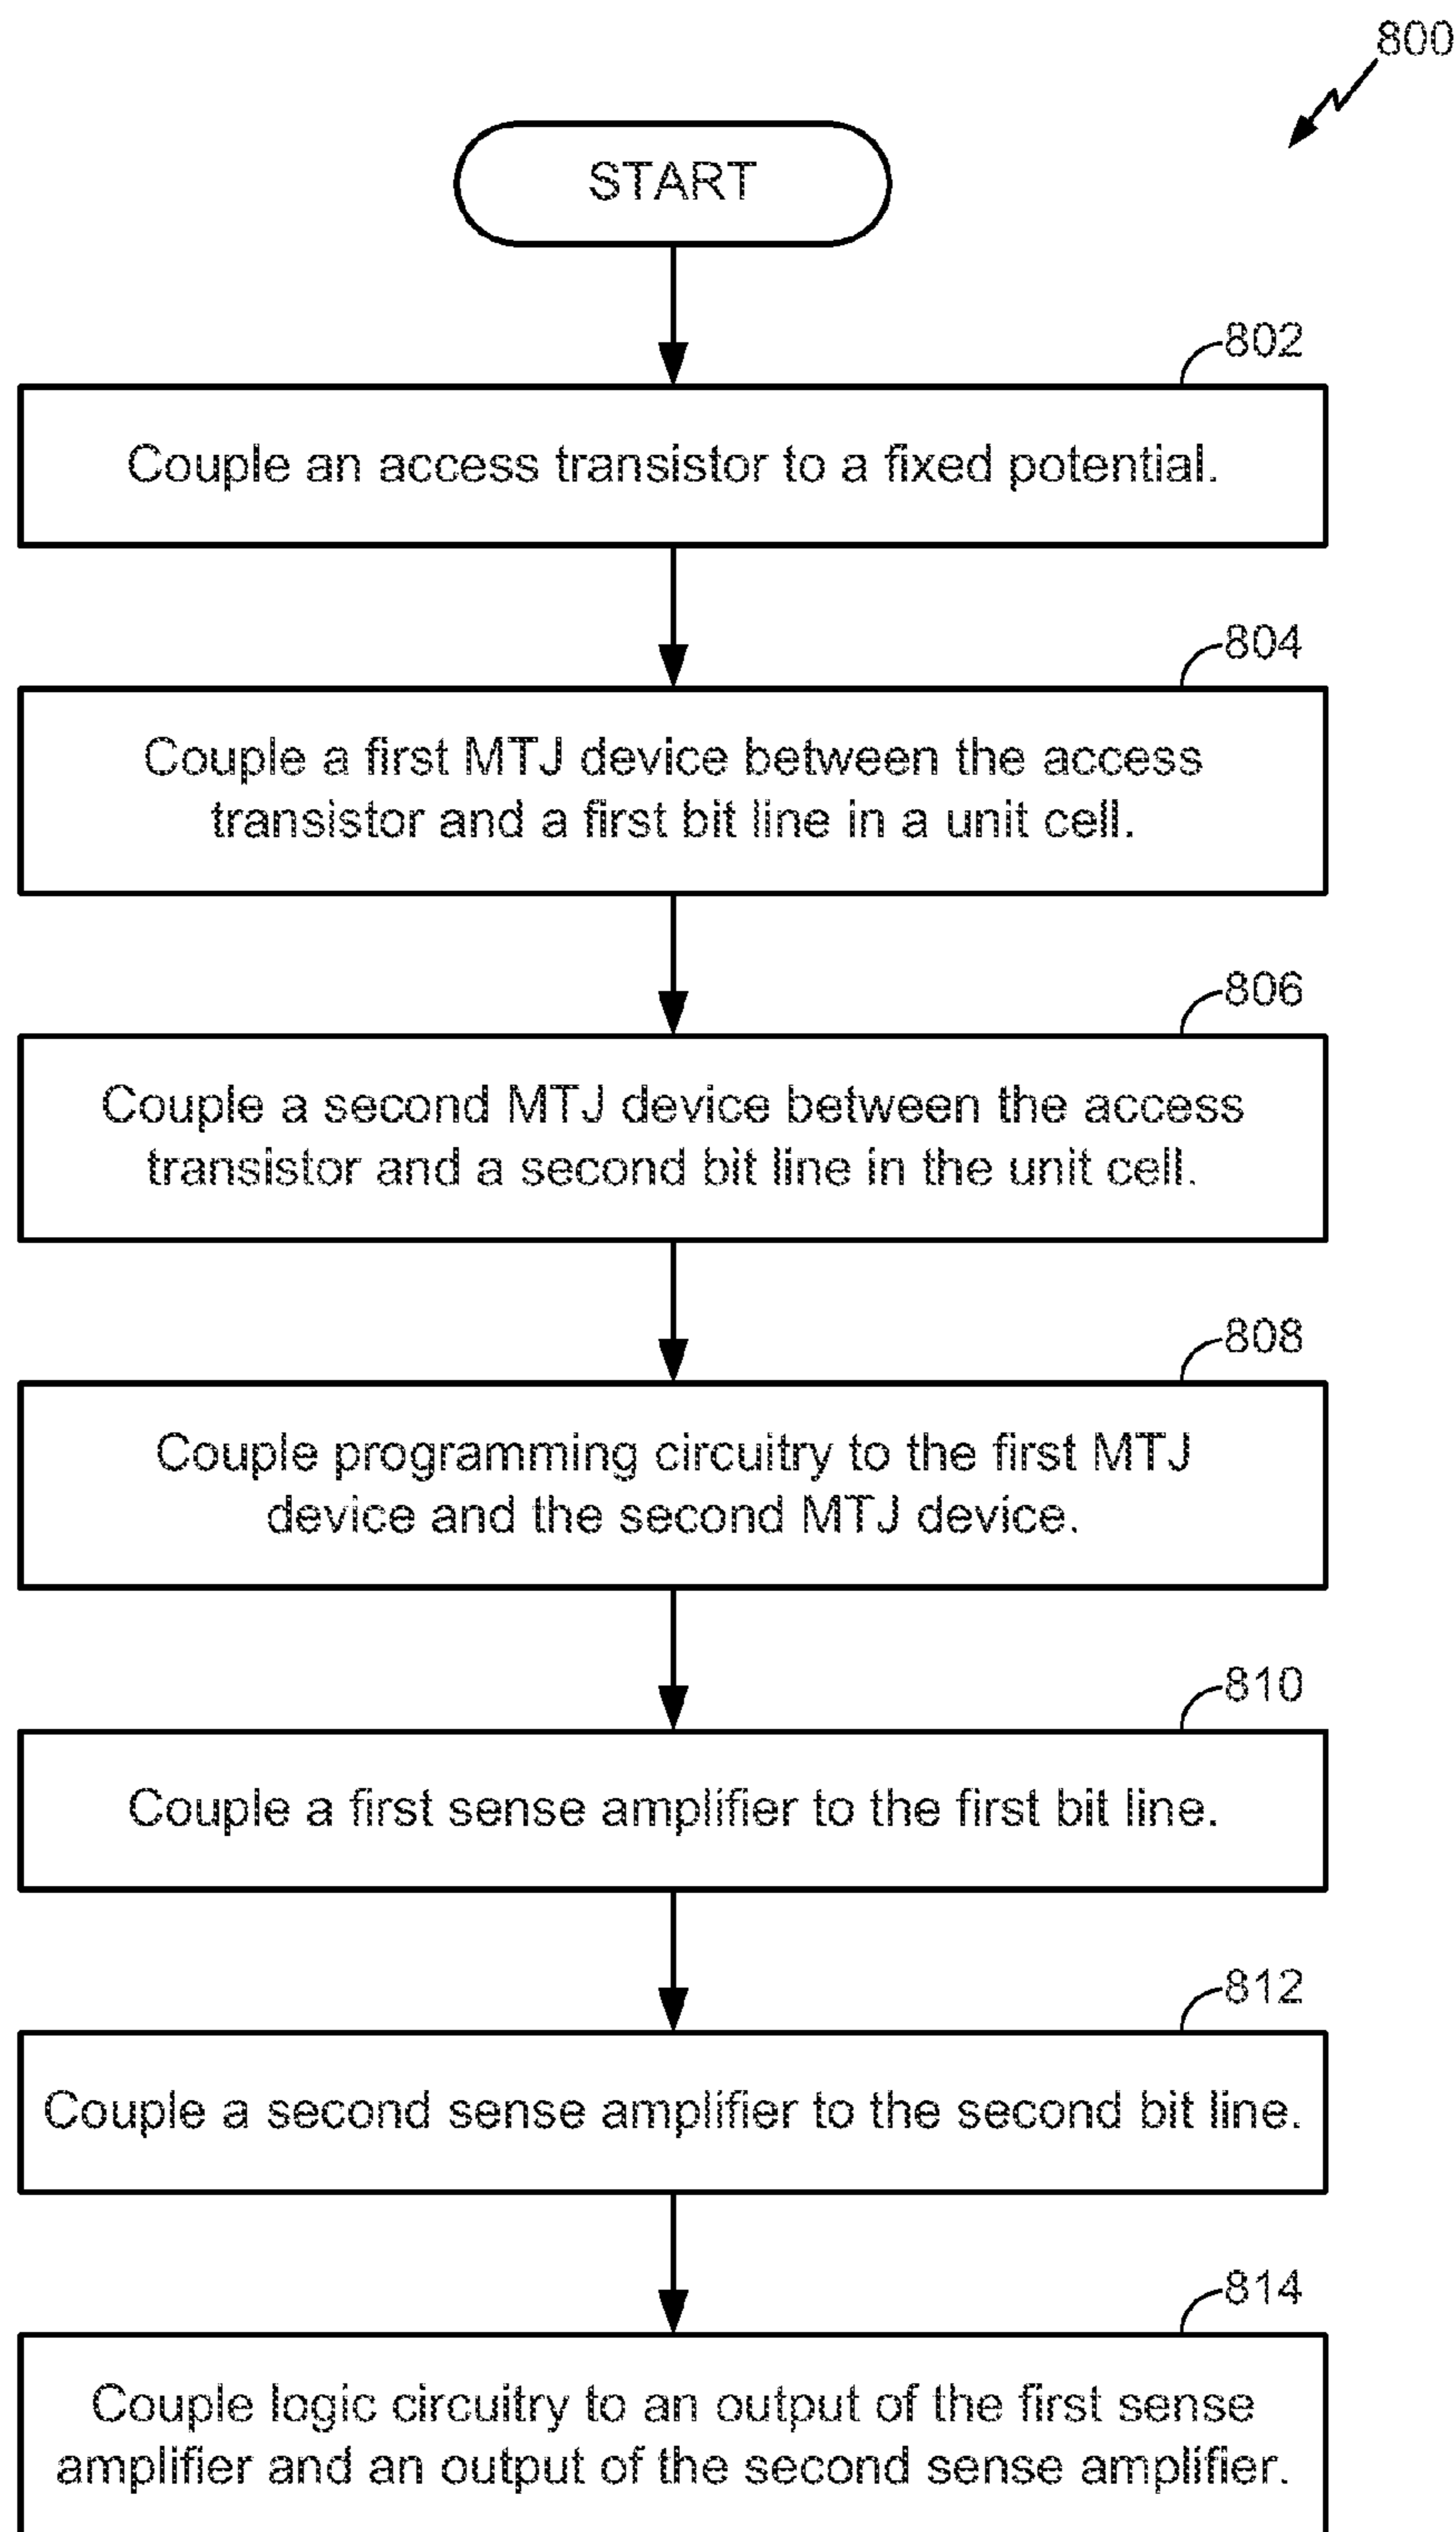 800
START
802
Couple an access transistor to a fixed potential.
804
Couple a first MTJ device between the access
transistor and a first bit line in a unit cell.
806
Couple a second MTJ device between the access
transistor and a second bit line in the unit cell.
808
Couple programming circuitry to the first MTJ
device and the second MTJ device.
810
Couple a first sense amplifier to the first bit line.
812
Couple a second sense amplifier to the second bit line.
814
Couple logic circuitry to an output of the first sense
amplifier and an output of the second sense amplifier.